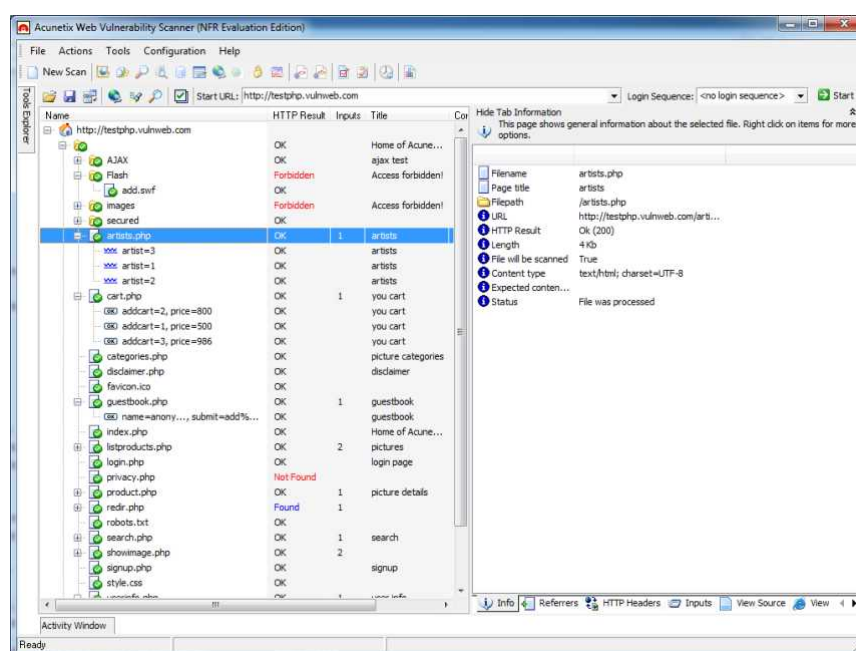 Acunetix Web Vulnerability Scanner (NFR Evaluation Edition)
File Actions Tools Configuration Help
New Scan
Tools Explorer
Start URL: http://testphp.vulnweb.com
Login Sequence: <no login sequence>
Start
Name HTTP Result Inputs Title Cor
http://testphp.vulnweb.com
OK Home of Acune...
AJAX OK ajax test
Flash Forbidden Access forbidden!
add.swf OK
images Forbidden Access forbidden!
secured OK
artists.php OK 1 artists
artist=3 OK artists
artist=1 OK artists
artist=2 OK artists
cart.php OK 1 you cart
addcart=2, price=800 OK you cart
addcart=1, price=500 OK you cart
addcart=3, price=986 OK you cart
categories.php OK picture categories
disclaimer.php OK disclaimer
favicon.ico OK
guestbook.php OK 1 guestbook
name=anony..., submit=add%... OK guestbook
index.php OK Home of Acune...
listproducts.php OK 2 pictures
login.php OK login page
privacy.php Not Found
product.php OK 1 picture details
redir.php Found 1
robots.txt OK
search.php OK 1 search
showimage.php OK 2
signup.php OK signup
style.css OK
userinfo.php OK 1 user info
Hide Tab Information
This page shows general information about the selected file. Right click on items for more options.
Filename artists.php
Page title artists
Filepath /artists.php
URL http://testphp.vulnweb.com/arti...
HTTP Result Ok (200)
Length 4 Kb
File will be scanned True
Content type text/html; charset=UTF-8
Expected conten...
Status File was processed
Info Referrers HTTP Headers Inputs View Source View
Activity Window
Ready